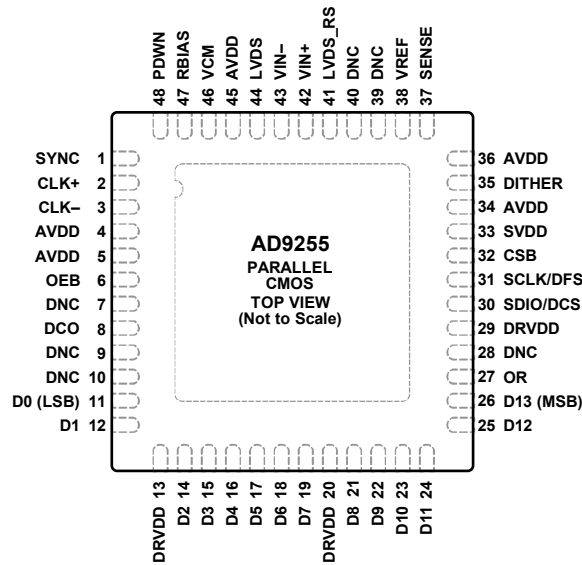 48 PDWN
47 RBIAS
46 VCM
45 AVDD
44 LVDS
43 VIN–
42 VIN+
41 LVDS_RS
40 DNC
39 DNC
38 VREF
37 SENSE
SYNC 1
CLK+ 2
CLK– 3
AVDD 4
AVDD 5
OEB 6
DNC 7
DCO 8
DNC 9
DNC 10
D0 (LSB) 11
D1 12
AD9255
PARALLEL
CMOS
TOP VIEW
(Not to Scale)
36 AVDD
35 DITHER
34 AVDD
33 SVDD
32 CSB
31 SCLK/DFS
30 SDIO/DCS
29 DRVDD
28 DNC
27 OR
26 D13 (MSB)
25 D12
DRVDD 13
D2 14
D3 15
D4 16
D5 17
D6 18
D7 19
DRVDD 20
D8 21
D9 22
D10 23
D11 24